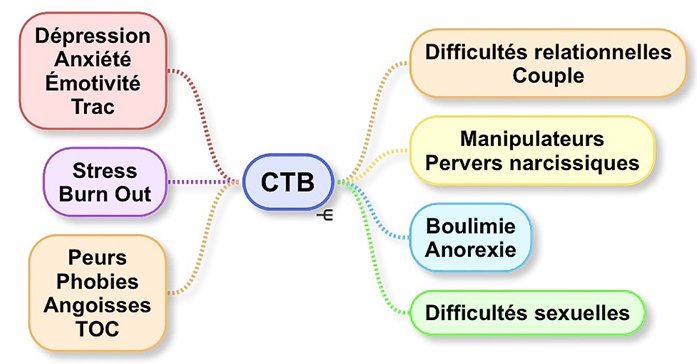 Dépression
Anxiété
Émotivité
Trac
Stress
Burn Out
Peurs
Phobies
Angoisses
TOC
CTB
Difficultés relationnelles
Couple
Manipulateurs
Pervers narcissiques
Boulimie
Anorexie
Difficultés sexuelles